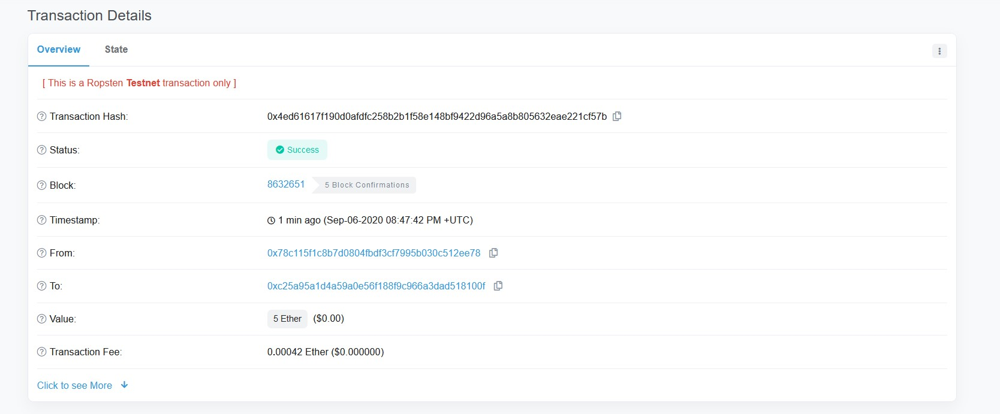 Transaction Details
Overview State
[ This is a Ropsten Testnet transaction only ]
Transaction Hash: 0x4ed61617f190d0afdfc258b2b1f58e148bf9422d96a5a8b805632eae221cf57b
Status: Success
Block: 8632651 5 Block Confirmations
Timestamp: 1 min ago (Sep-06-2020 08:47:42 PM +UTC)
From: 0x78c115f1c8b7d0804fbdf3cf7995b030c512ee78
To: 0xc25a95a1d4a59a0e56f188f9c966a3dad518100f
Value: 5 Ether ($0.00)
Transaction Fee: 0.00042 Ether ($0.000000)
Click to see More